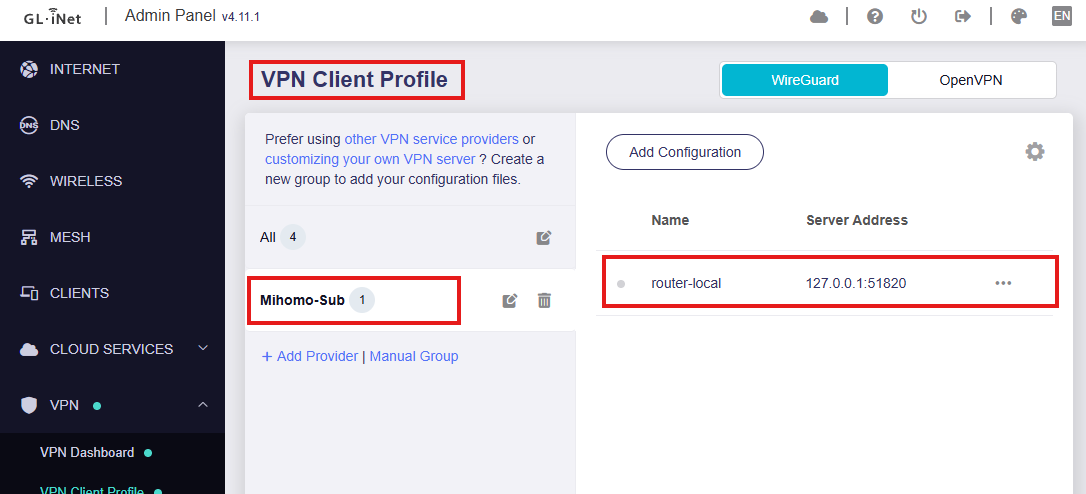 GL·iNet
Admin Panel v4.11.1
EN
INTERNET
DNS
DNS
WIRELESS
MESH
CLIENTS
CLOUD SERVICES
VPN
VPN Dashboard
VPN Client Profile
VPN Client Profile
WireGuard
OpenVPN
Prefer using other VPN service providers or
customizing your own VPN server ? Create a
new group to add your configuration files.
All 4
Mihomo-Sub 1
+ Add Provider | Manual Group
Add Configuration
Name Server Address
router-local 127.0.0.1:51820